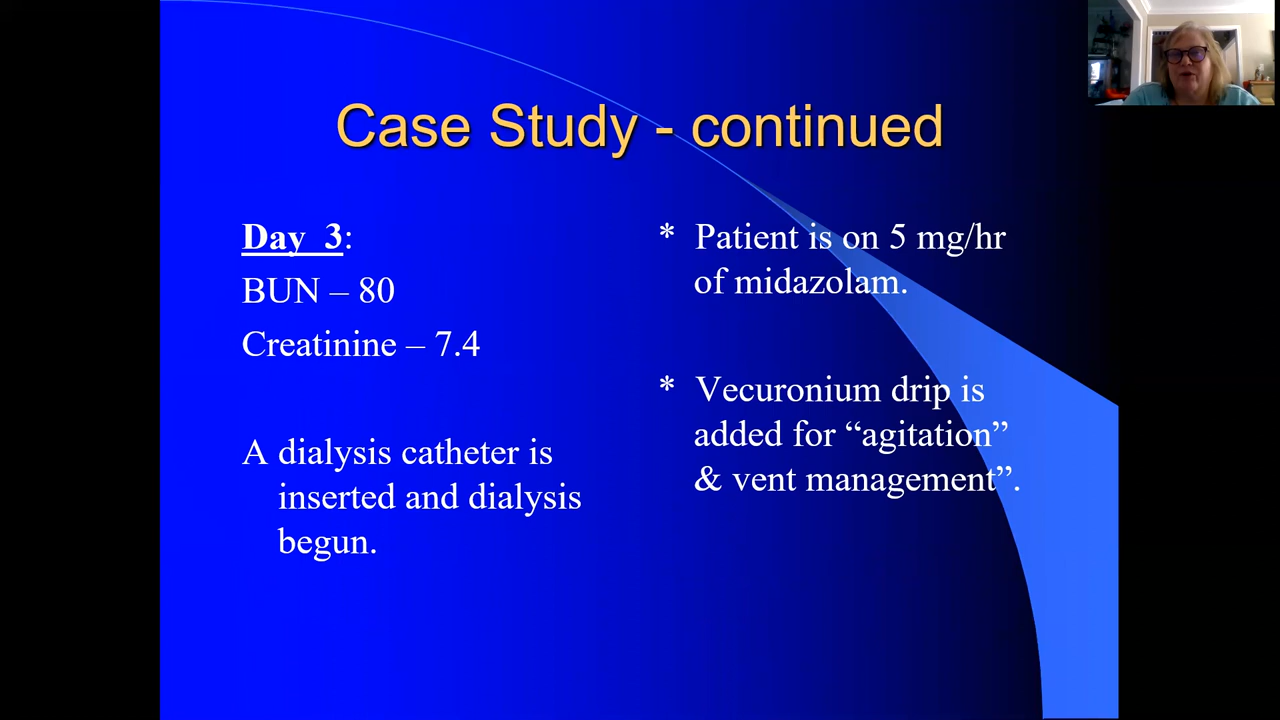 Case Study - continued
Day 3:
BUN – 80
Creatinine – 7.4
A dialysis catheter is
inserted and dialysis
begun.
* Patient is on 5 mg/hr
of midazolam.
* Vecuronium drip is
added for “agitation”
& vent management”.